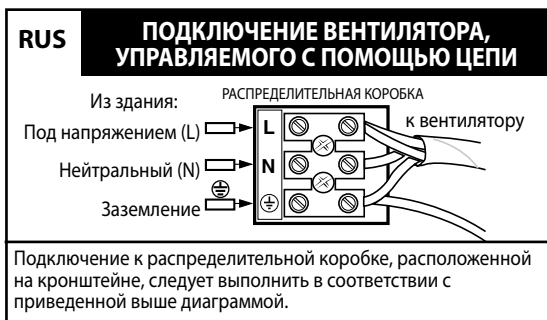 RUS
ПОДКЛЮЧЕНИЕ ВЕНТИЛЯТОРА,
УПРАВЛЯЕМОГО С ПОМОЩЬЮ ЦЕПИ
Из здания:
РАСПРЕДЕЛИТЕЛЬНАЯ КОРОБКА
к вентилятору
Под напряжением (L)
L
Нейтральный (N)
N
Заземление
Подключение к распределительной коробке, расположенной
на кронштейне, следует выполнить в соответствии с
приведенной выше диаграммой.